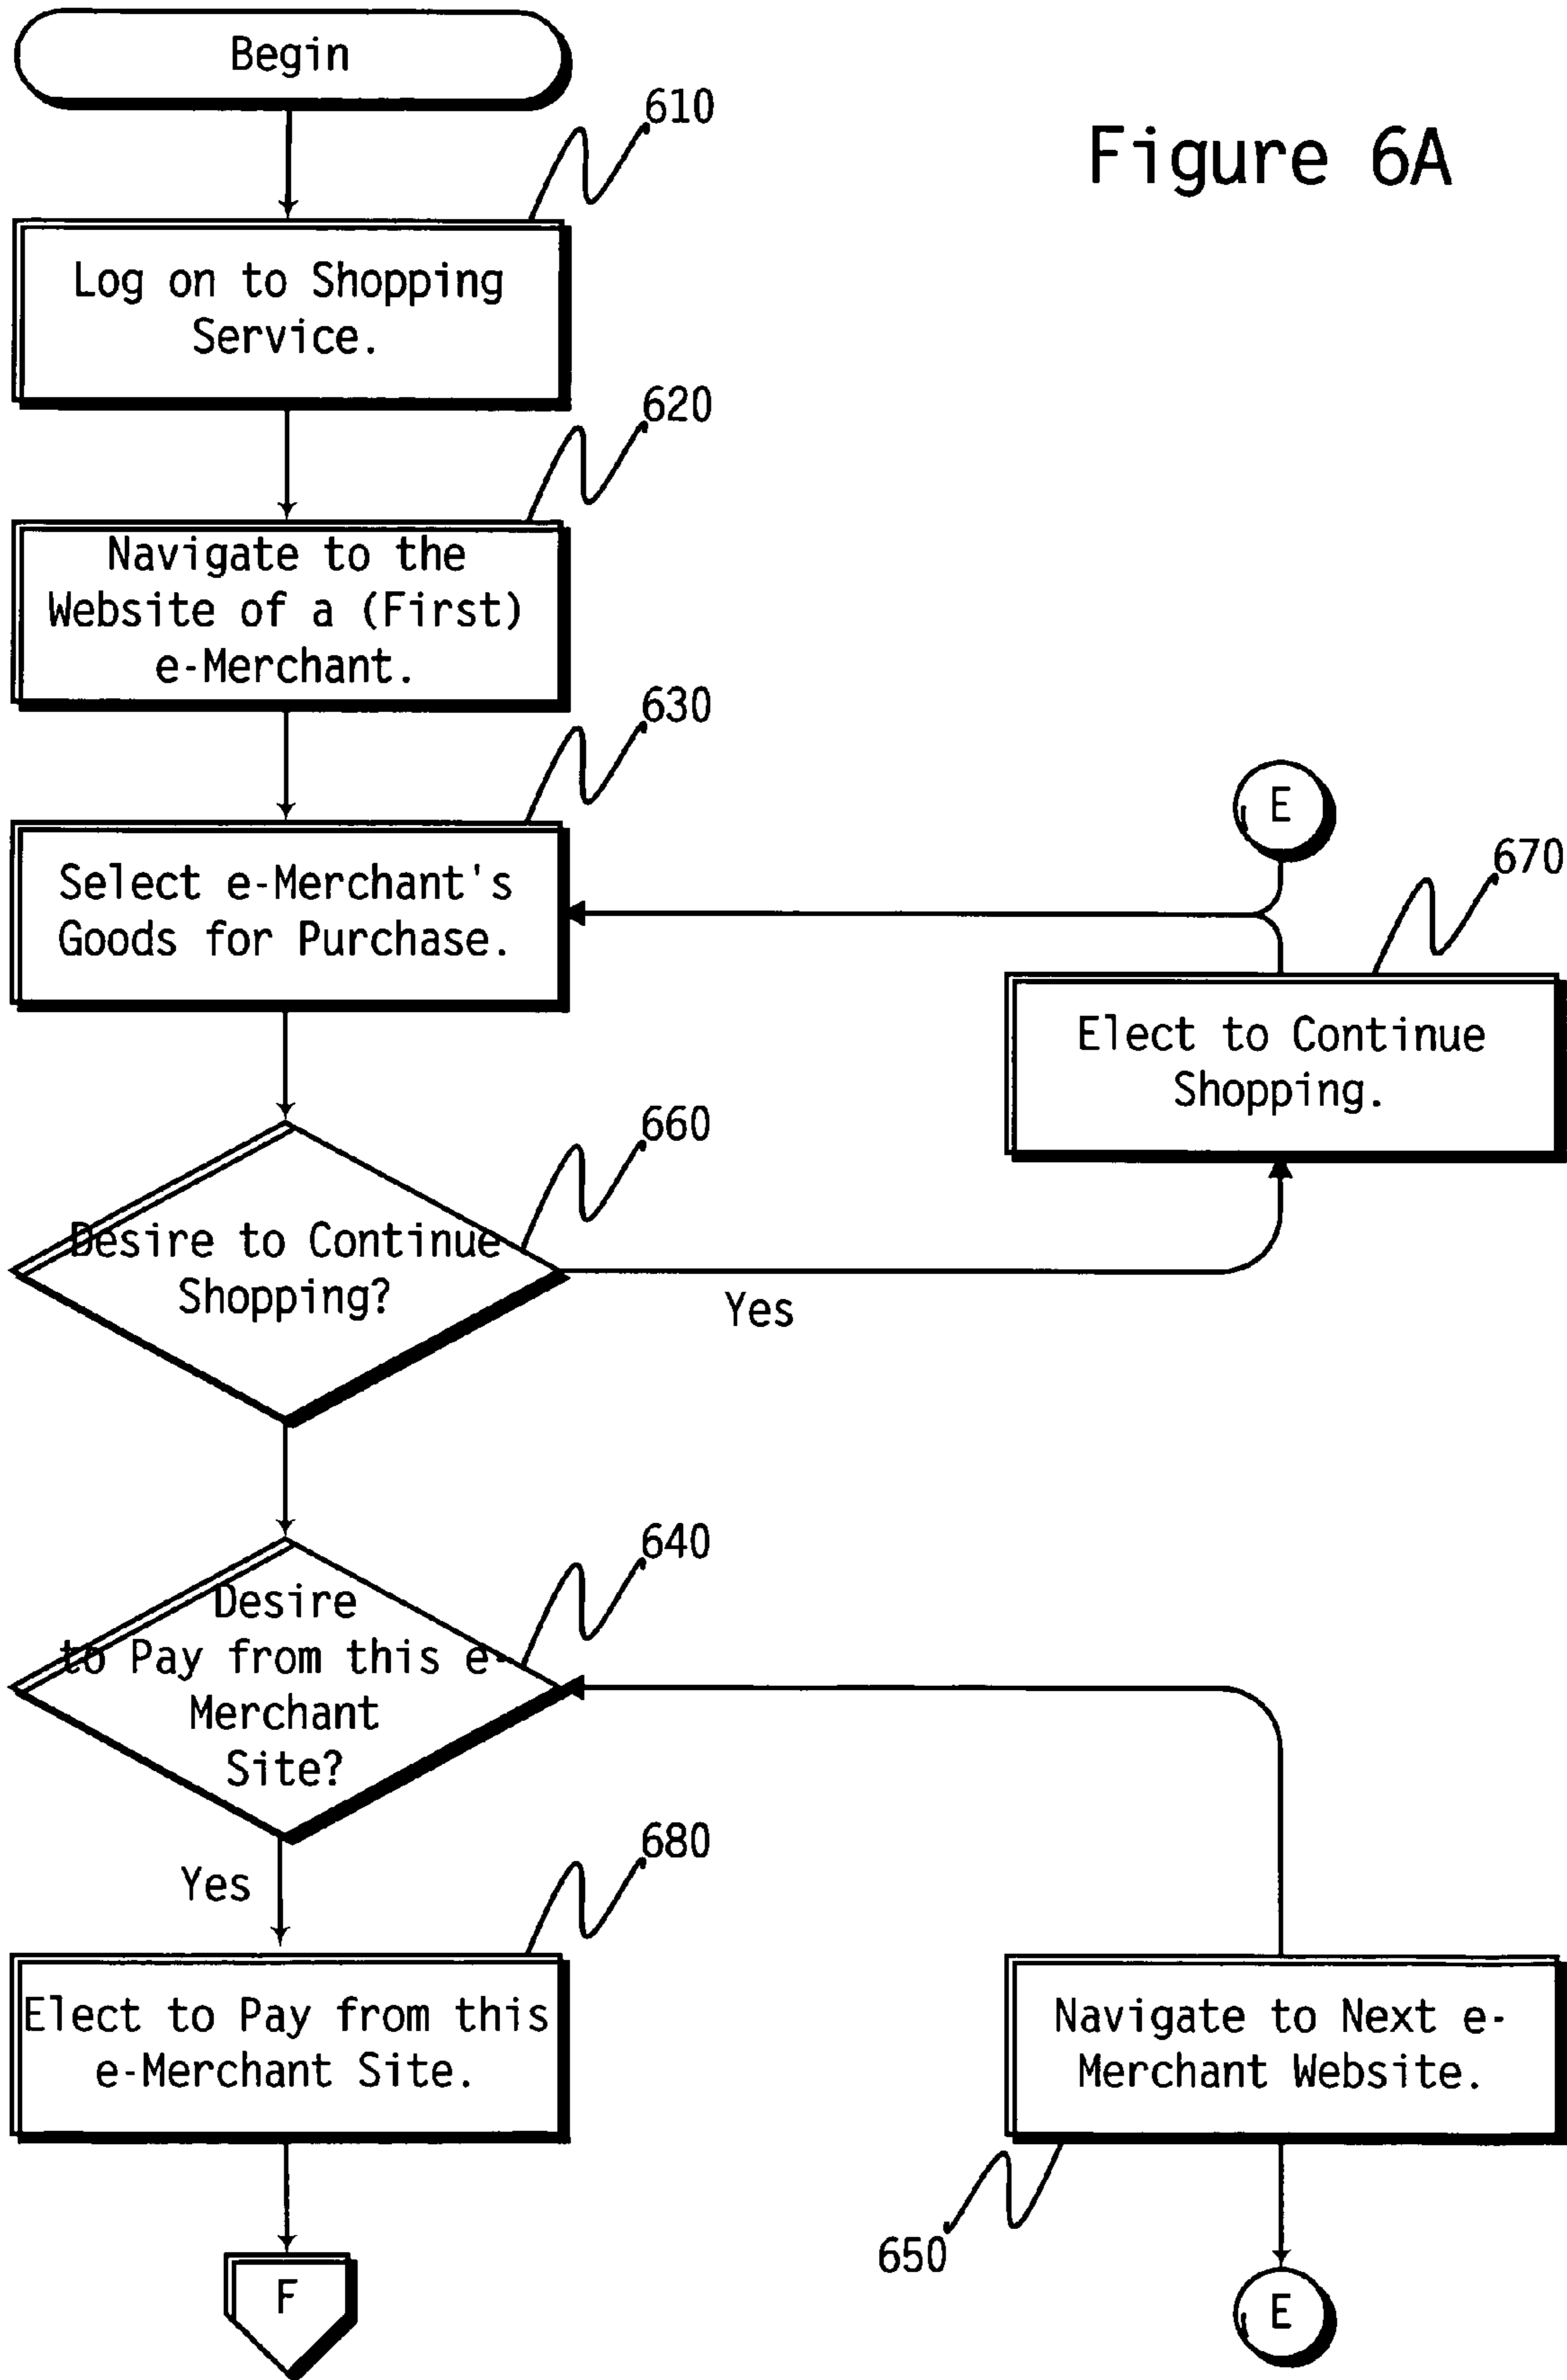 Begin
610
Figure 6A
Log on to Shopping
Service.
620
Navigate to the
Website of a (First)
e-Merchant.
630
Select e-Merchant's
Goods for Purchase.
E
670
Elect to Continue
Shopping.
660
Desire to Continue
Shopping?
Yes
640
Desire
to Pay from this e-
Merchant
Site?
Yes
680
Elect to Pay from this
e-Merchant Site.
Navigate to Next e-
Merchant Website.
650
F
E